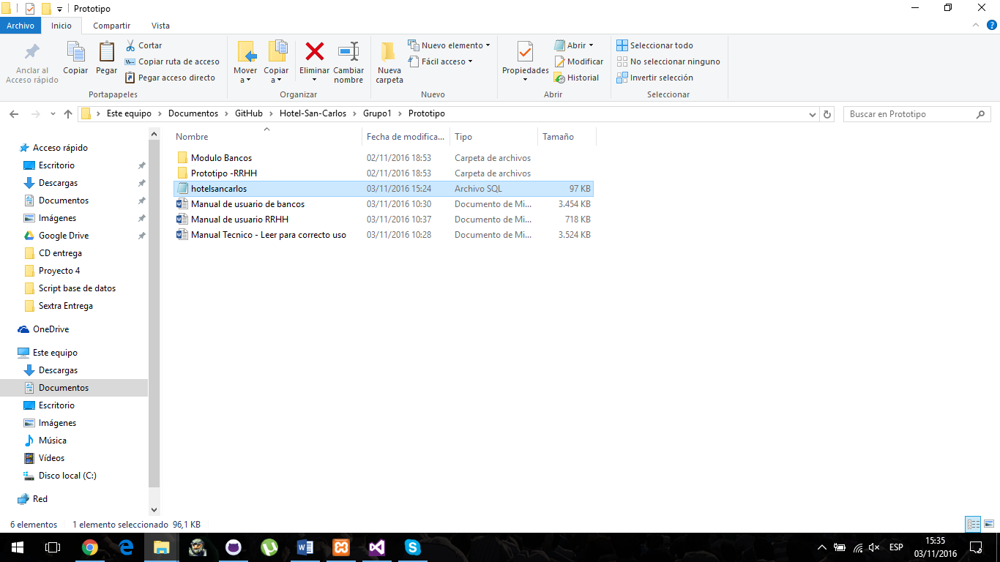 Prototipo
Archivo Inicio Compartir Vista
Anclar al Acceso rápido
Copiar
Pegar
Cortar
Copiar ruta de acceso
Pegar acceso directo
Portapapeles
Mover a
Copiar a
Eliminar
Cambiar nombre
Organizar
Nueva carpeta
Nuevo elemento
Fácil acceso
Nuevo
Propiedades
Abrir
Modificar
Historial
Abrir
Seleccionar todo
No seleccionar ninguno
Invertir selección
Seleccionar
Este equipo Documentos GitHub Hotel-San-Carlos Grupo1 Prototipo
Buscar en Prototipo
Acceso rápido
Escritorio
Descargas
Documentos
Imágenes
Google Drive
CD entrega
Proyecto 4
Script base de datos
Sextra Entrega
OneDrive
Este equipo
Descargas
Documentos
Escritorio
Imágenes
Música
Vídeos
Disco local (C:)
Red
Nombre Fecha de modifica... Tipo Tamaño
Modulo Bancos 02/11/2016 18:53 Carpeta de archivos
Prototipo -RRHH 02/11/2016 18:53 Carpeta de archivos
hotelsancarlos 03/11/2016 15:24 Archivo SQL 97 KB
Manual de usuario de bancos 03/11/2016 10:30 Documento de Mi... 3.454 KB
Manual de usuario RRHH 03/11/2016 10:37 Documento de Mi... 718 KB
Manual Tecnico - Leer para correcto uso 03/11/2016 10:28 Documento de Mi... 3.524 KB
6 elementos 1 elemento seleccionado 96,1 KB
ESP
15:35
03/11/2016